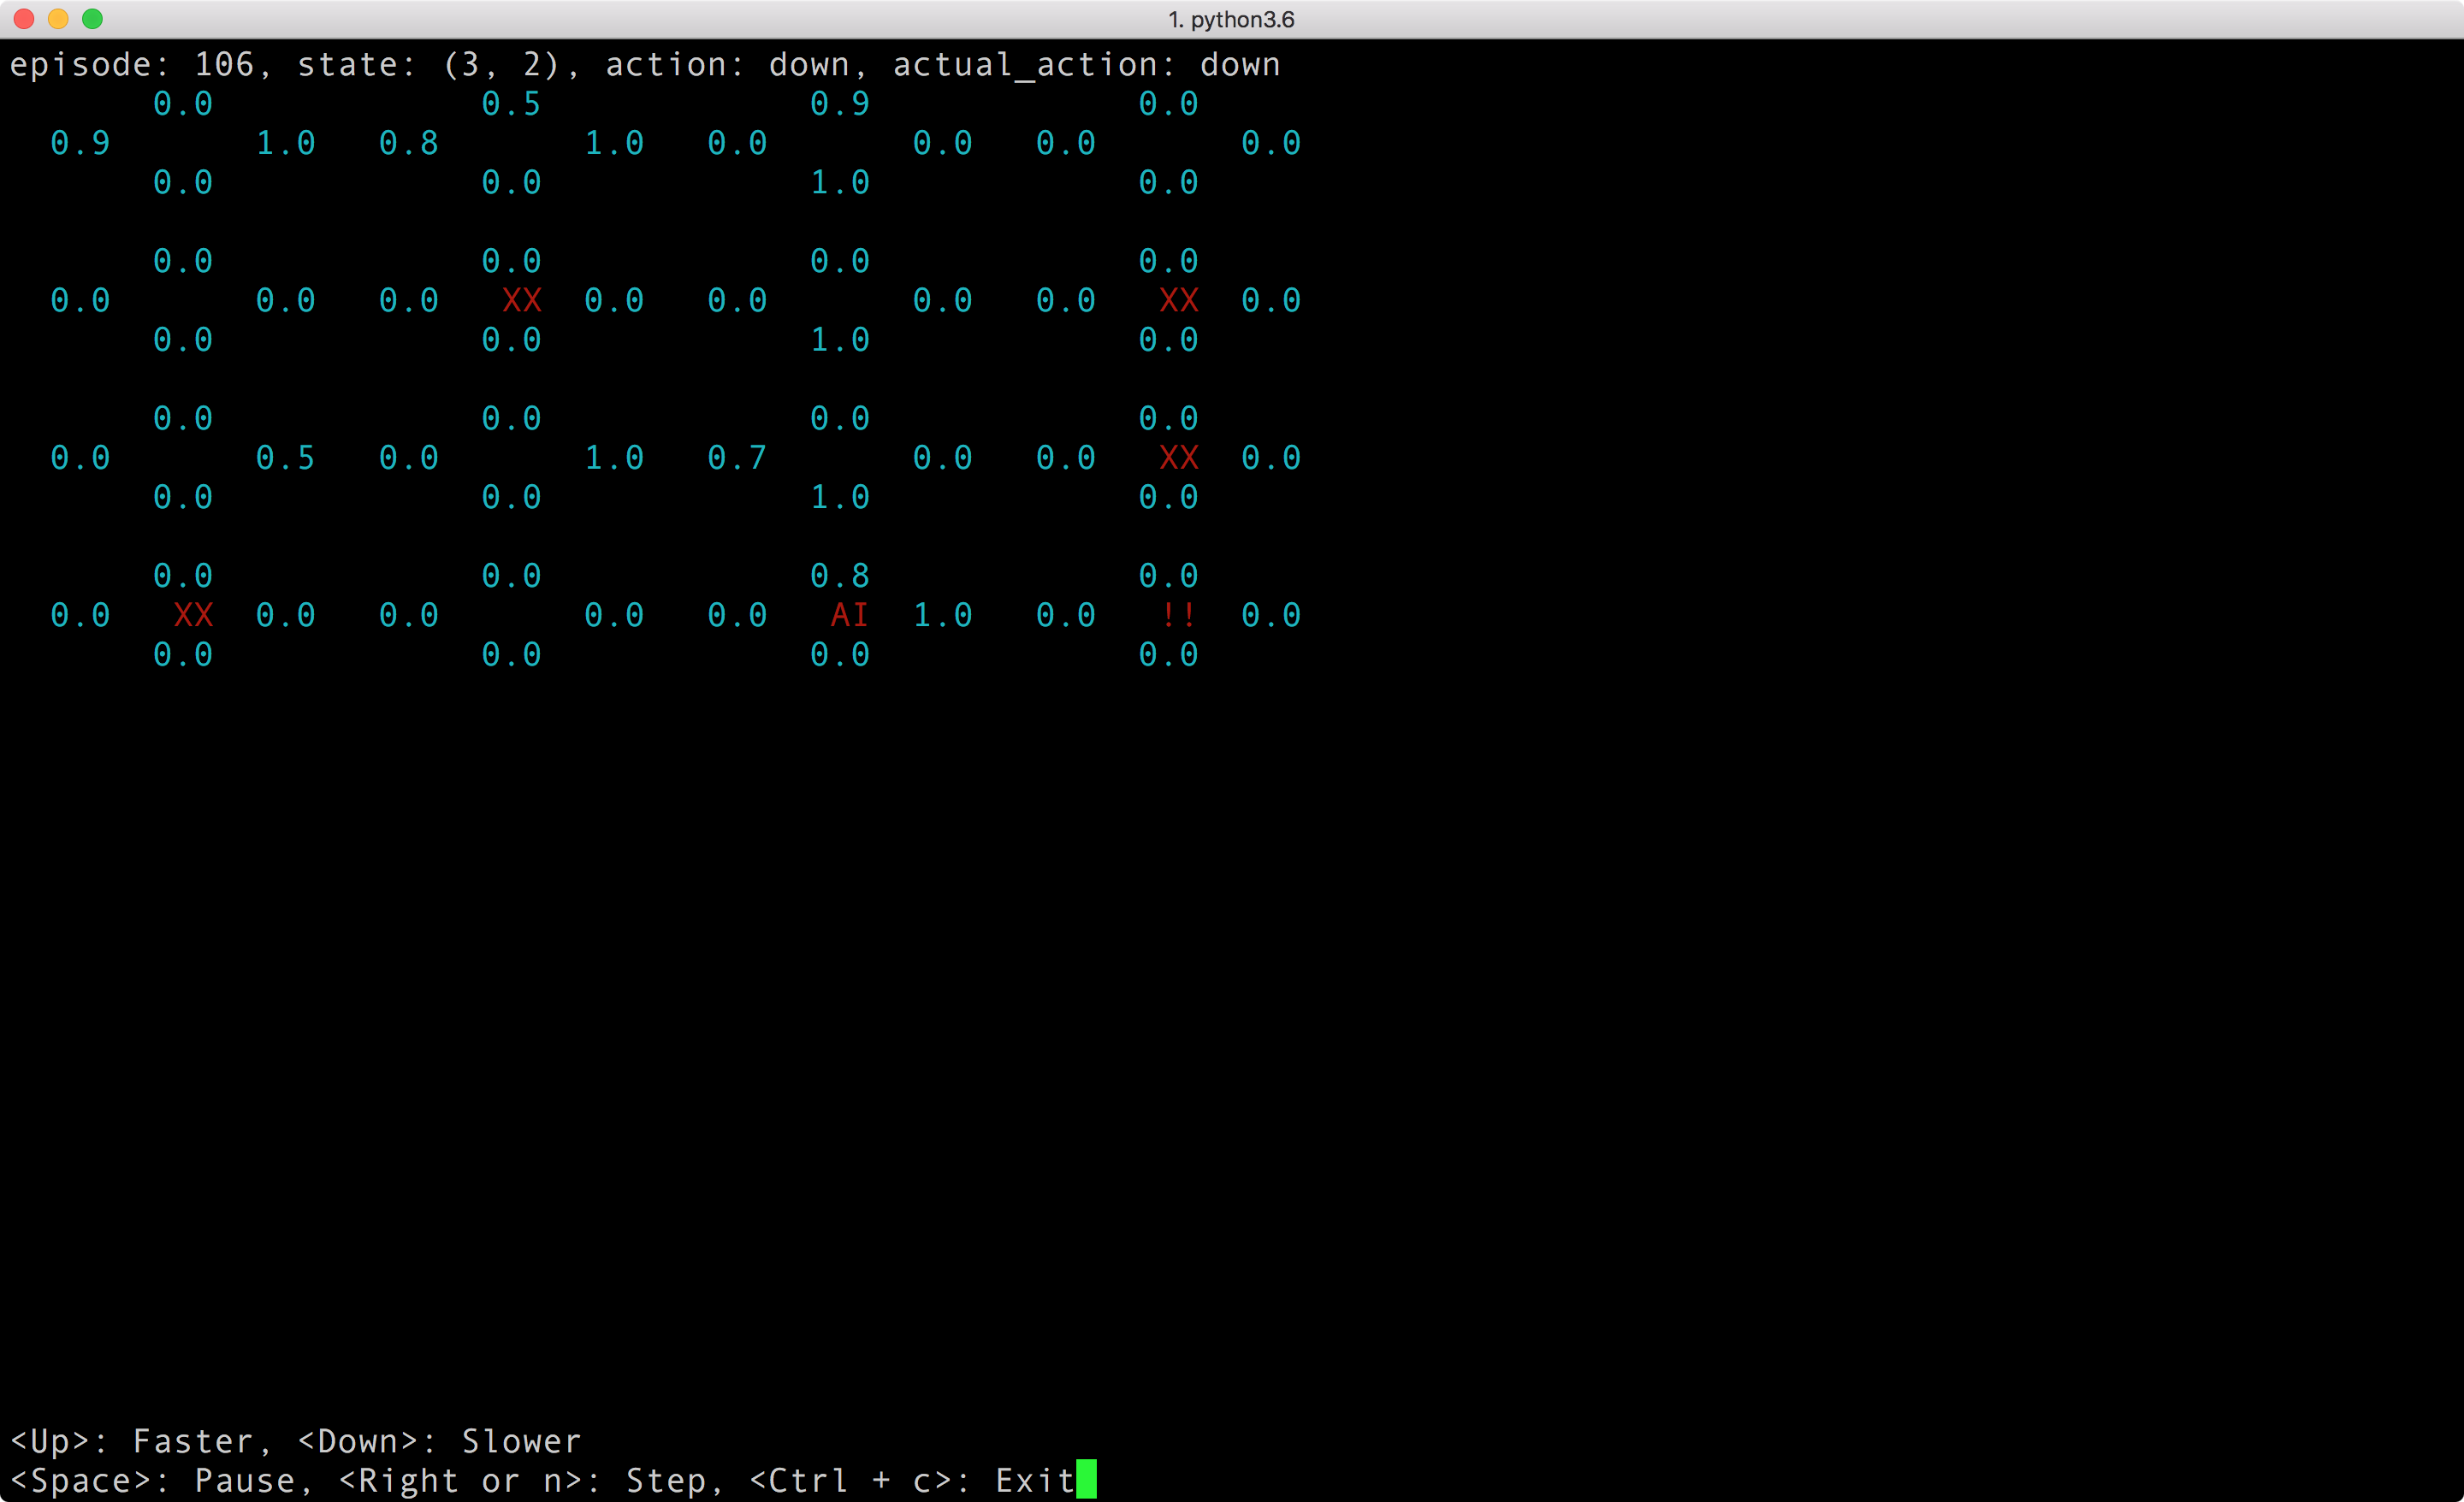 1. python3.6
episode: 106, state: (3, 2), action: down, actual_action: down
0.0 0.5 0.9 0.0
0.9 1.0 0.8 1.0 0.0 0.0 0.0 0.0
0.0 0.0 1.0 0.0
0.0 0.0 0.0 0.0
0.0 0.0 0.0 XX 0.0 0.0 0.0 0.0 XX 0.0
0.0 0.0 1.0 0.0
0.0 0.0 0.0 0.0
0.0 0.5 0.0 1.0 0.7 0.0 0.0 XX 0.0
0.0 0.0 1.0 0.0
0.0 0.0 0.8 0.0
0.0 XX 0.0 0.0 0.0 0.0 AI 1.0 0.0 !! 0.0
0.0 0.0 0.0 0.0
<Up>: Faster, <Down>: Slower
<Space>: Pause, <Right or n>: Step, <Ctrl + c>: Exit